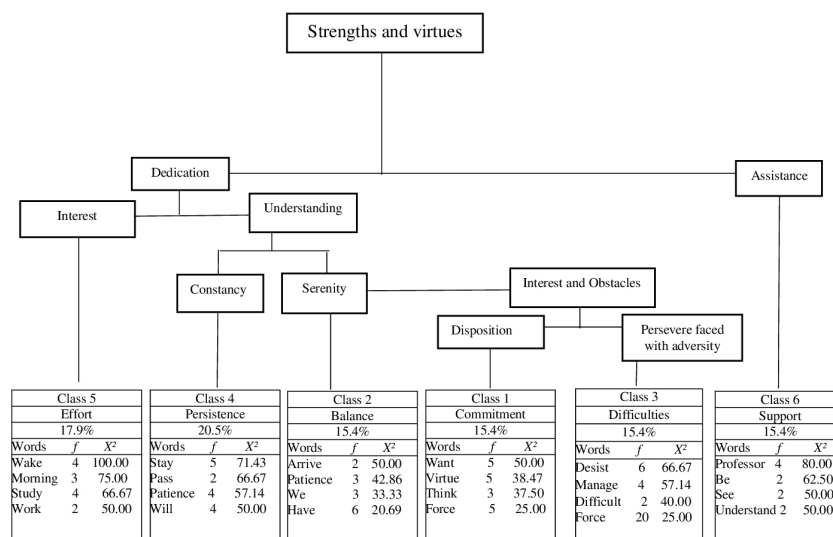 Strengths and virtues
Dedication
Assistance
Interest
Understanding
Constancy
Serenity
Interest and Obstacles
Disposition
Persevere faced
with adversity
Class 5
Effort
17.9%
Words f X²
Wake 4 100.00
Morning 3 75.00
Study 4 66.67
Work 2 50.00
Class 4
Persistence
20.5%
Words f X²
Stay 5 71.43
Pass 2 66.67
Patience 4 57.14
Will 4 50.00
Class 2
Balance
15.4%
Words f X²
Arrive 2 50.00
Patience 3 42.86
We 3 33.33
Have 6 20.69
Class 1
Commitment
15.4%
Words f X²
Want 5 50.00
Virtue 5 38.47
Think 3 37.50
Force 5 25.00
Class 3
Difficulties
15.4%
Words f X²
Desist 6 66.67
Manage 4 57.14
Difficult 2 40.00
Force 20 25.00
Class 6
Support
15.4%
Words f X²
Professor 4 80.00
Be 2 62.50
See 2 50.00
Understand 2 50.00